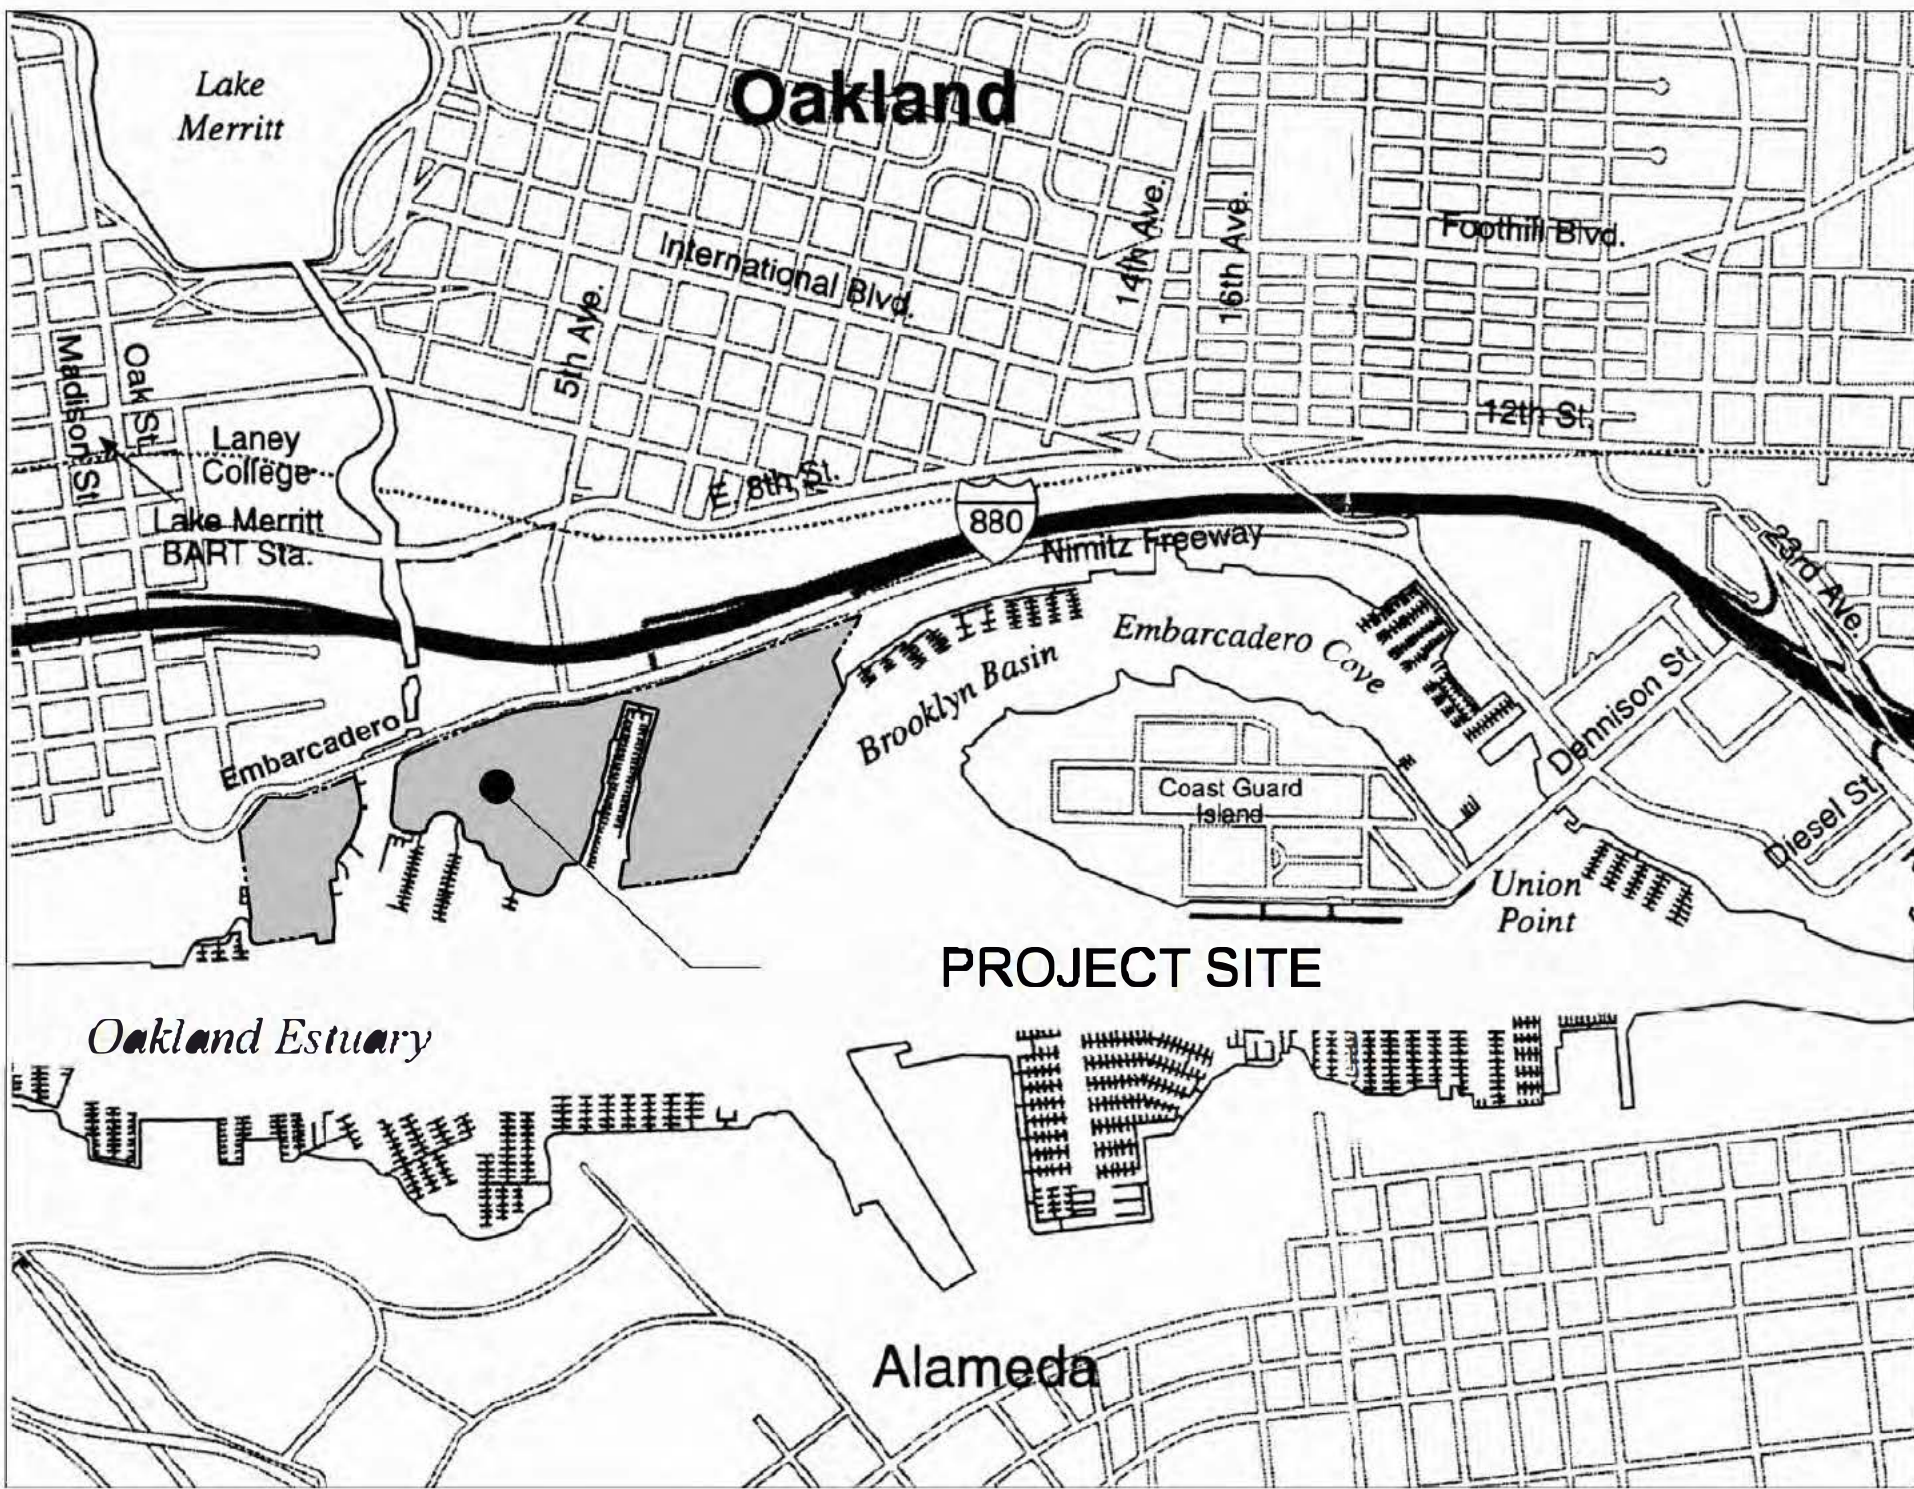 Lake
Merritt
Oakland
International Blvd.
14th Ave.
16th Ave.
Foothill Blvd.
5th Ave.
Madison St
Oak St.
12th St.
Laney
College
E. 8th St.
Lake Merritt
BART Sta.
880
Nimitz Freeway
23rd Ave.
Embarcadero Cove
Brooklyn Basin
Embarcadero
Dennison St.
Coast Guard
Island
Diesel St.
Union
Point
PROJECT SITE
Oakland Estuary
Alameda